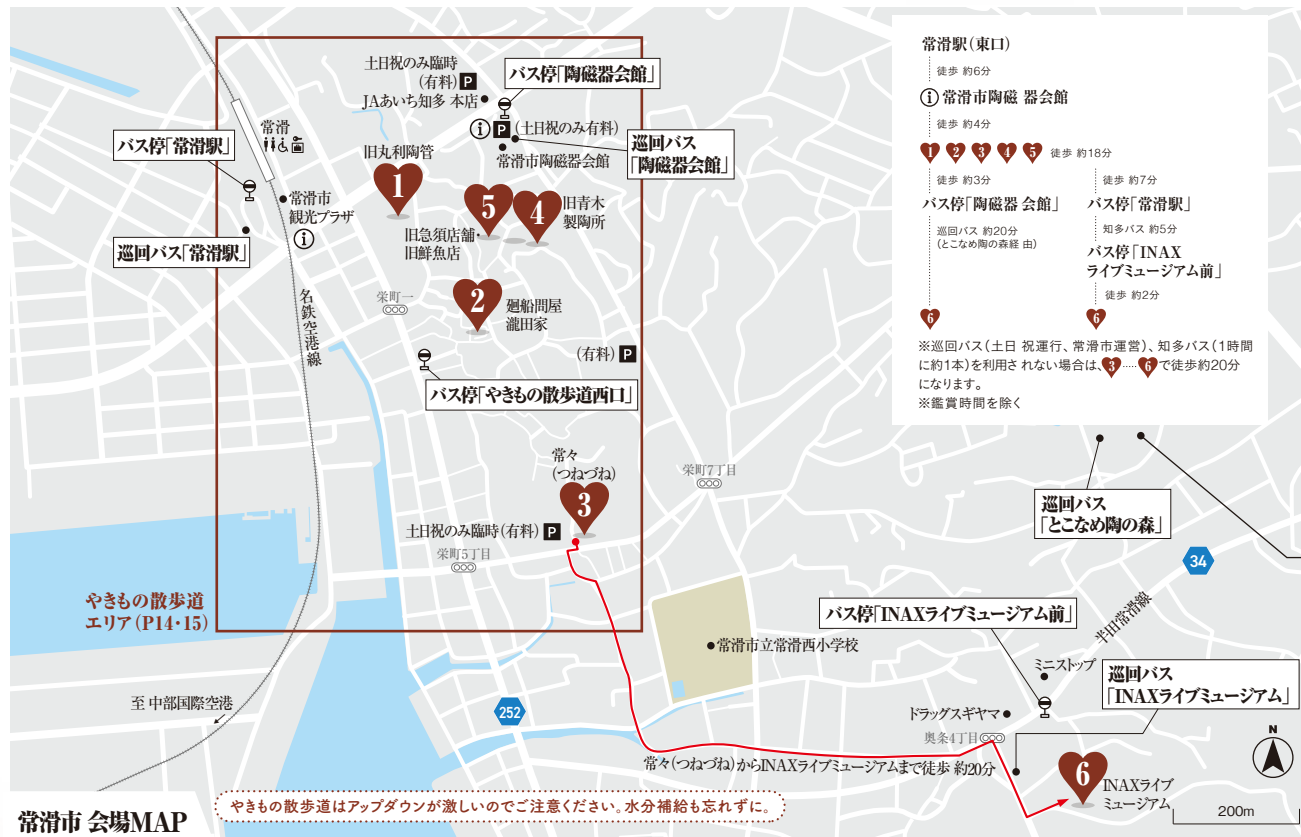 土日祝のみ臨時
(有料) P
JAあいち知多 本店
バス停「陶磁器会館」
i P (土日祝のみ有料)
常滑市陶磁器会館
巡回バス
「陶磁器会館」
常滑
バス停「常滑駅」
常滑市
観光プラザ
i
巡回バス「常滑駅」
旧丸利陶管
1
5
4
旧青木
製陶所
旧急須店舗・
旧鮮魚店
名鉄空港線
栄町一
2
廻船問屋
瀧田家
(有料) P
バス停「やきもの散歩道西口」
常々
(つねづね)
3
栄町7丁目
土日祝のみ臨時(有料) P
栄町5丁目
やきもの散歩道
エリア(P14・15)
至 中部国際空港
252
常滑駅(東口)
徒歩 約6分
i 常滑市陶磁 器会館
徒歩 約4分
1 2 3 4 5 徒歩 約18分
徒歩 約3分
バス停「陶磁器 会館」
巡回バス 約20分
(とこなめ陶の森経 由)
6
徒歩 約7分
バス停「常滑駅」
知多バス 約5分
バス停「INAX
ライブミュージアム前」
徒歩 約2分
6
※巡回バス(土日 祝運行、常滑市運営)、知多バス(1時間
に約1本)を利用さ れない場合は、3……6で徒歩約20分
になります。
※鑑賞時間を除く
巡回バス
「とこなめ陶の森」
34
半田常滑線
バス停「INAXライブミュージアム前」
常滑市立常滑西小学校
ミニストップ
巡回バス
「INAXライブミュージアム」
ドラッグスギヤマ
奥条4丁目
常々(つねづね)からINAXライブミュージアムまで徒歩 約20分
6
INAXライブ
ミュージアム
N
200m
やきもの散歩道はアップダウンが激しいのでご注意ください。水分補給も忘れずに。
常滑市 会場MAP